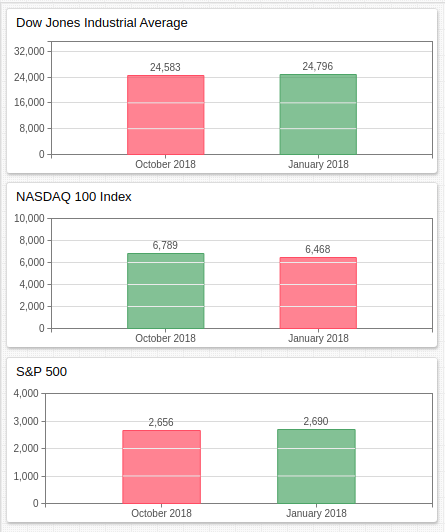 Dow Jones Industrial Average
32,000
24,583
24,796
24,000
16,000
8,000
0
October 2018
January 2018
NASDAQ 100 Index
10,000
8,000
6,789
6,468
6,000
4,000
2,000
0
October 2018
January 2018
S&P 500
4,000
3,000
2,656
2,690
2,000
1,000
0
October 2018
January 2018